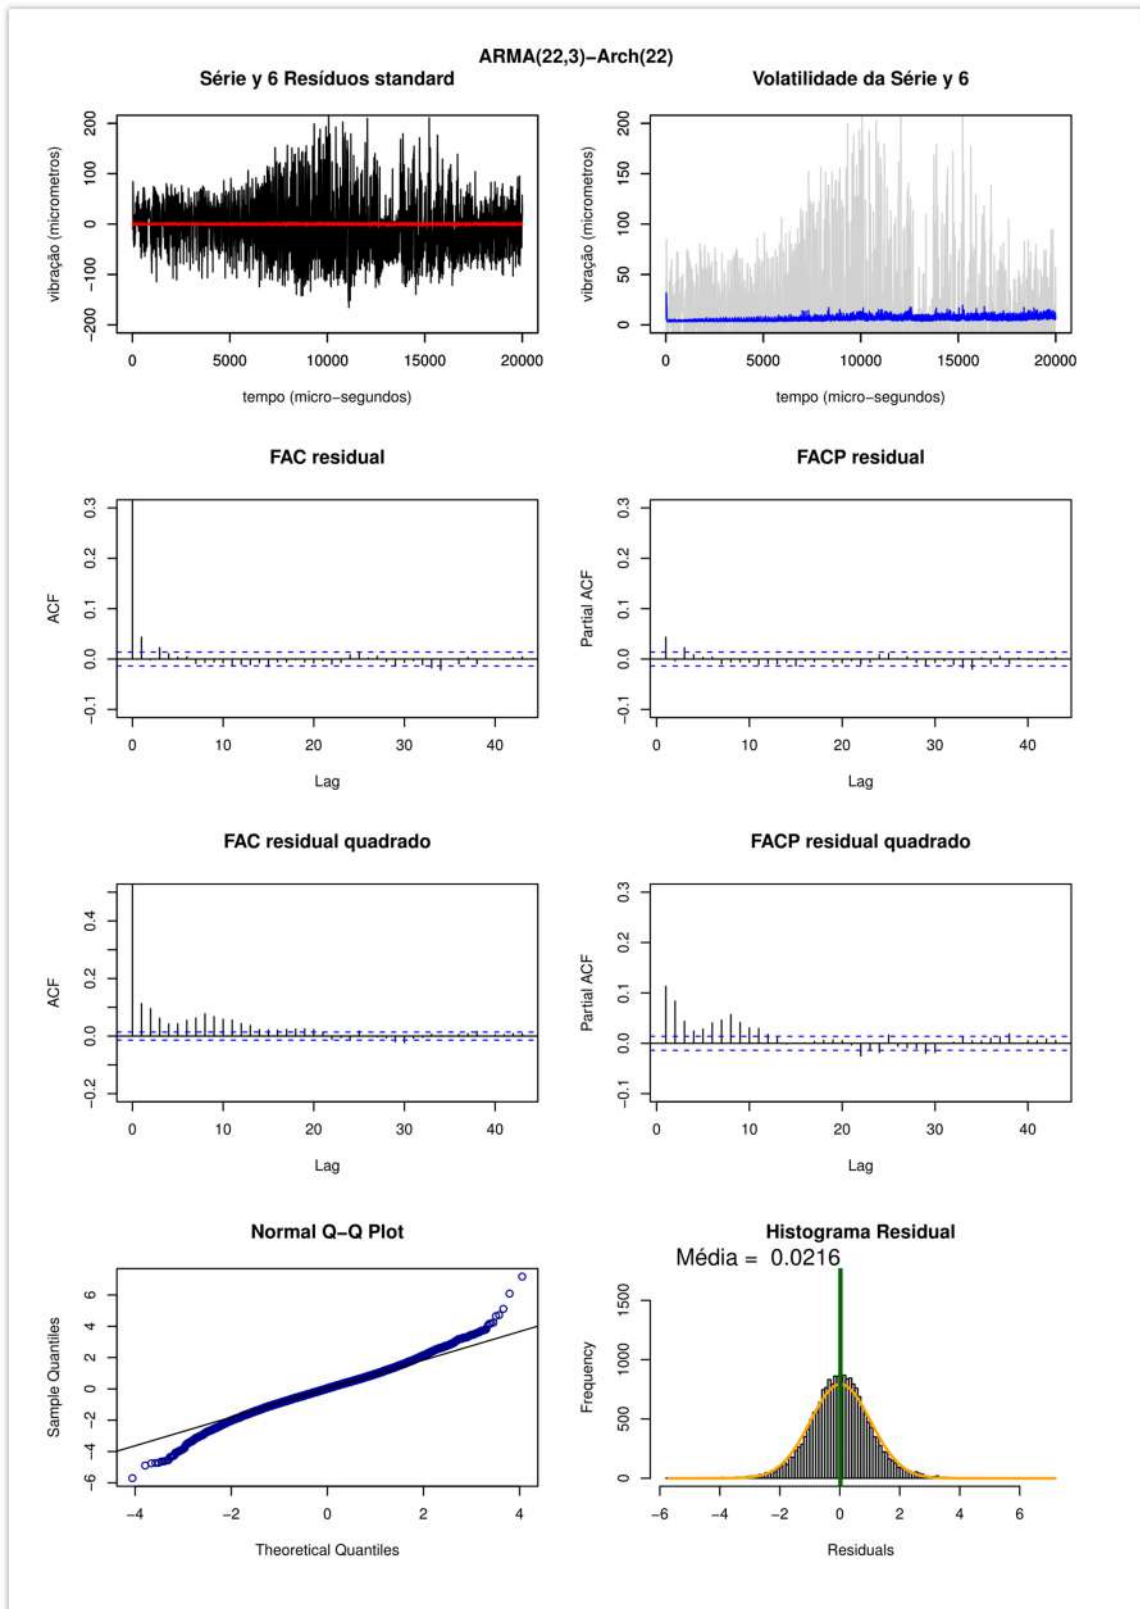 ARMA(22,3)−Arch(22)
Série y 6 Resíduos standard
vibração (micrometros)
200
100
0
−100
−200
0 5000 10000 15000 20000
tempo (micro−segundos)
Volatilidade da Série y 6
vibração (micrometros)
200
150
100
50
0
0 5000 10000 15000 20000
tempo (micro−segundos)
FAC residual
ACF
0.3
0.2
0.1
0.0
−0.1
0 10 20 30 40
Lag
FACP residual
Partial ACF
0.3
0.2
0.1
0.0
−0.1
0 10 20 30 40
Lag
FAC residual quadrado
ACF
0.4
0.2
0.0
−0.2
0 10 20 30 40
Lag
FACP residual quadrado
Partial ACF
0.3
0.2
0.1
0.0
−0.1
0 10 20 30 40
Lag
Normal Q−Q Plot
Sample Quantiles
6
4
2
0
−2
−4
−6
−4 −2 0 2 4
Theoretical Quantiles
Histograma Residual
Média = 0.0216
Frequency
1500
1000
500
0
−6 −4 −2 0 2 4 6
Residuals